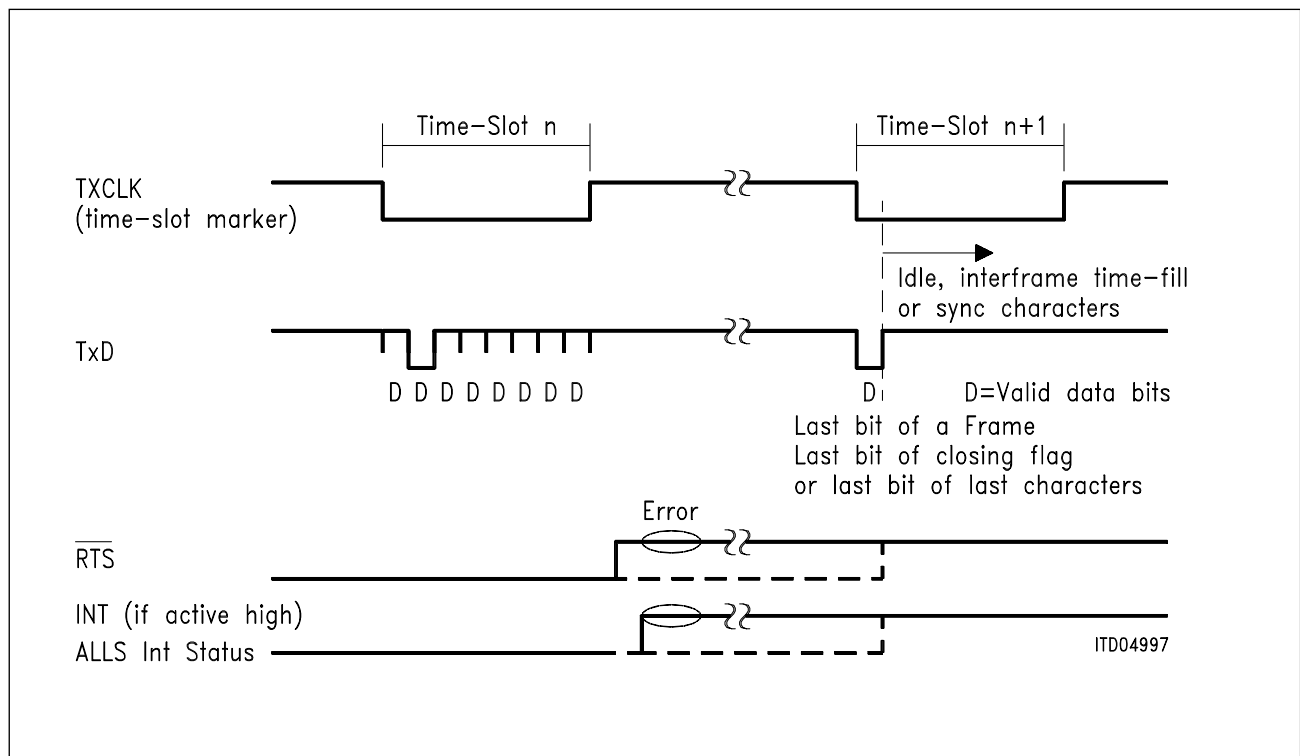 Time-Slot n
Time-Slot n+1
TXCLK
(time-slot marker)
Idle, interframe time-fill
or sync characters
TxD
D D D D D D D D
D
D=Valid data bits
Last bit of a Frame
Last bit of closing flag
or last bit of last characters
Error
RTS
INT (if active high)
ALLS Int Status
ITD04997